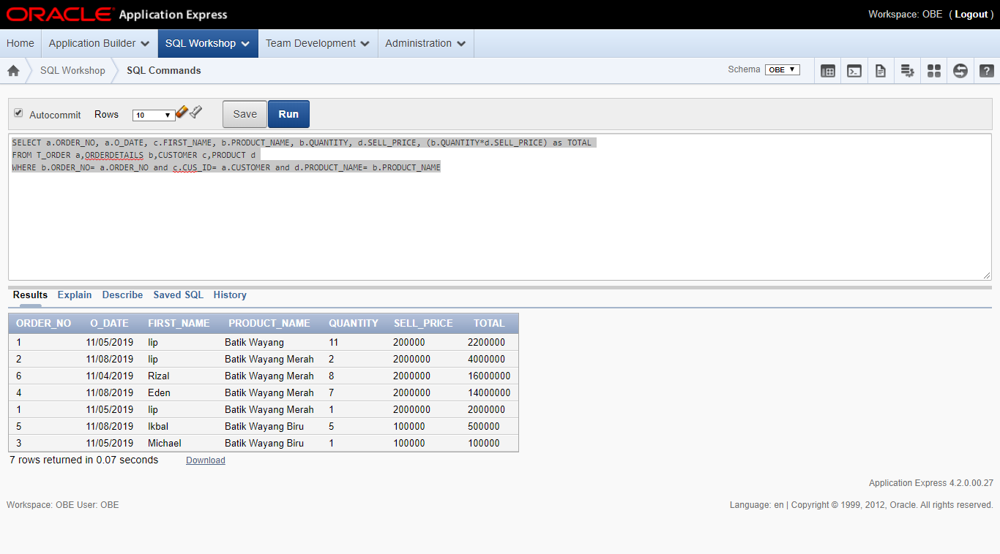 ORACLE Application Express
Workspace: OBE ( Logout )
Home Application Builder SQL Workshop Team Development Administration
SQL Workshop SQL Commands
Schema OBE
Autocommit Rows 10 Save Run
SELECT a.ORDER_NO, a.O_DATE, c.FIRST_NAME, b.PRODUCT_NAME, b.QUANTITY, d.SELL_PRICE, (b.QUANTITY*d.SELL_PRICE) as TOTAL
FROM T_ORDER a,ORDERDETAILS b,CUSTOMER c,PRODUCT d
WHERE b.ORDER_NO= a.ORDER_NO and c.CUS_ID= a.CUSTOMER and d.PRODUCT_NAME= b.PRODUCT_NAME
Results Explain Describe Saved SQL History
ORDER_NO O_DATE FIRST_NAME PRODUCT_NAME QUANTITY SELL_PRICE TOTAL
1 11/05/2019 Iip Batik Wayang 11 200000 2200000
2 11/08/2019 Iip Batik Wayang Merah 2 2000000 4000000
6 11/04/2019 Rizal Batik Wayang Merah 8 2000000 16000000
4 11/08/2019 Eden Batik Wayang Merah 7 2000000 14000000
1 11/05/2019 Iip Batik Wayang Merah 1 2000000 2000000
5 11/08/2019 Ikbal Batik Wayang Biru 5 100000 500000
3 11/05/2019 Michael Batik Wayang Biru 1 100000 100000
7 rows returned in 0.07 seconds Download
Application Express 4.2.0.00.27
Workspace: OBE User: OBE
Language: en | Copyright © 1999, 2012, Oracle. All rights reserved.